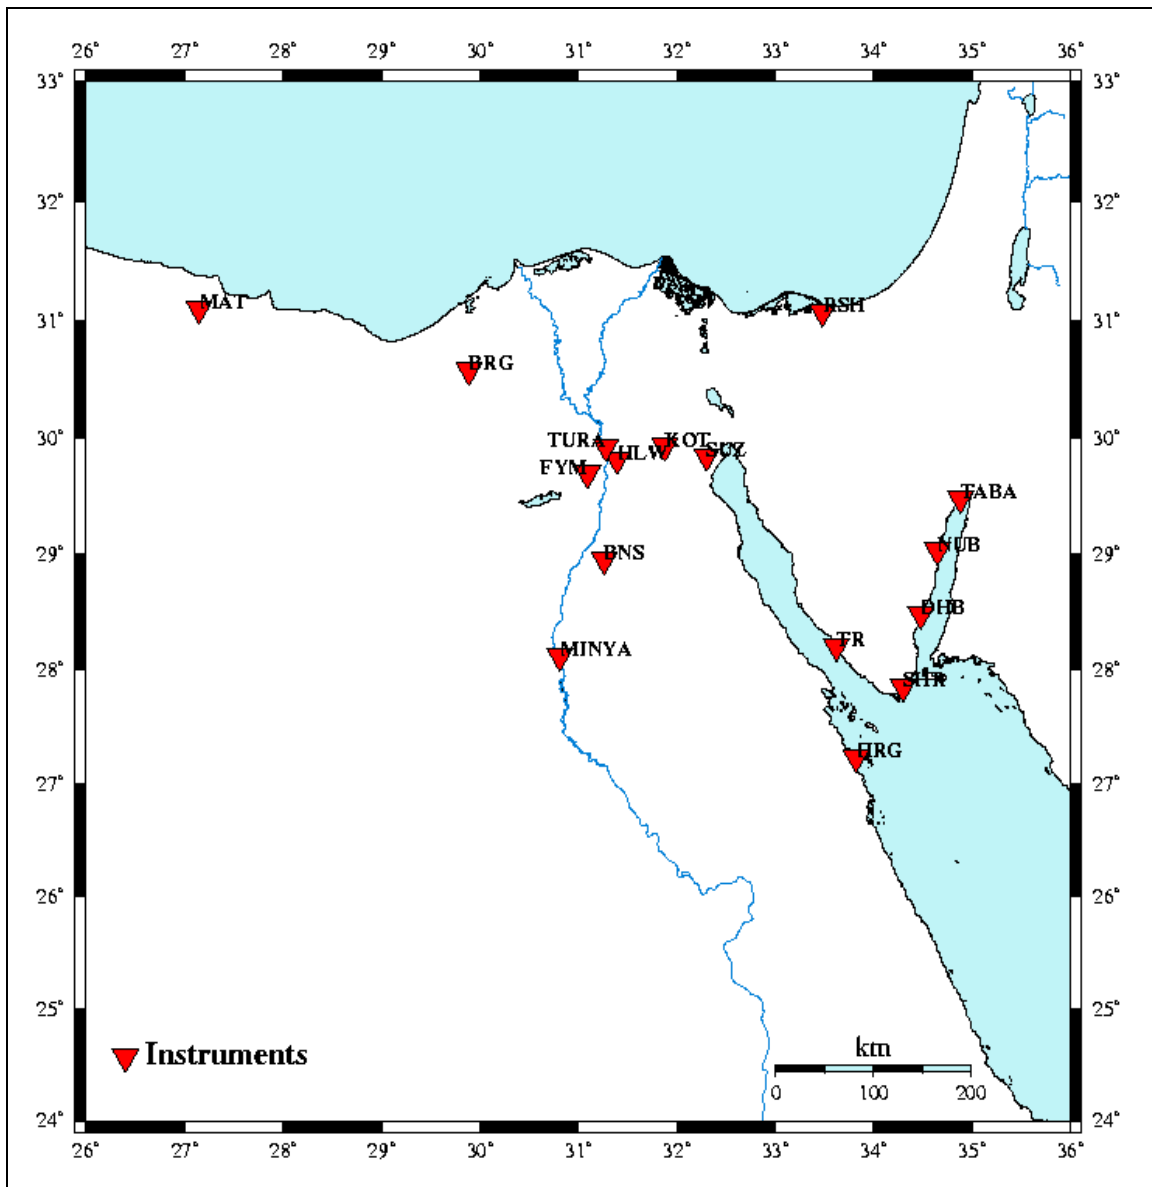 26° 27° 28° 29° 30° 31° 32° 33° 34° 35° 36°
33° 33°
32° 32°
MAT RSH
31° 31°
BRG
30° TURA KOT 30°
HLW SUZ
FYM
TABA
29° BNS NUB 29°
DHB
MINYA TR
28° SHR 28°
HRG
27° 27°
26° 26°
25° 25°
Instruments km
0 100 200
24° 24°
26° 27° 28° 29° 30° 31° 32° 33° 34° 35° 36°